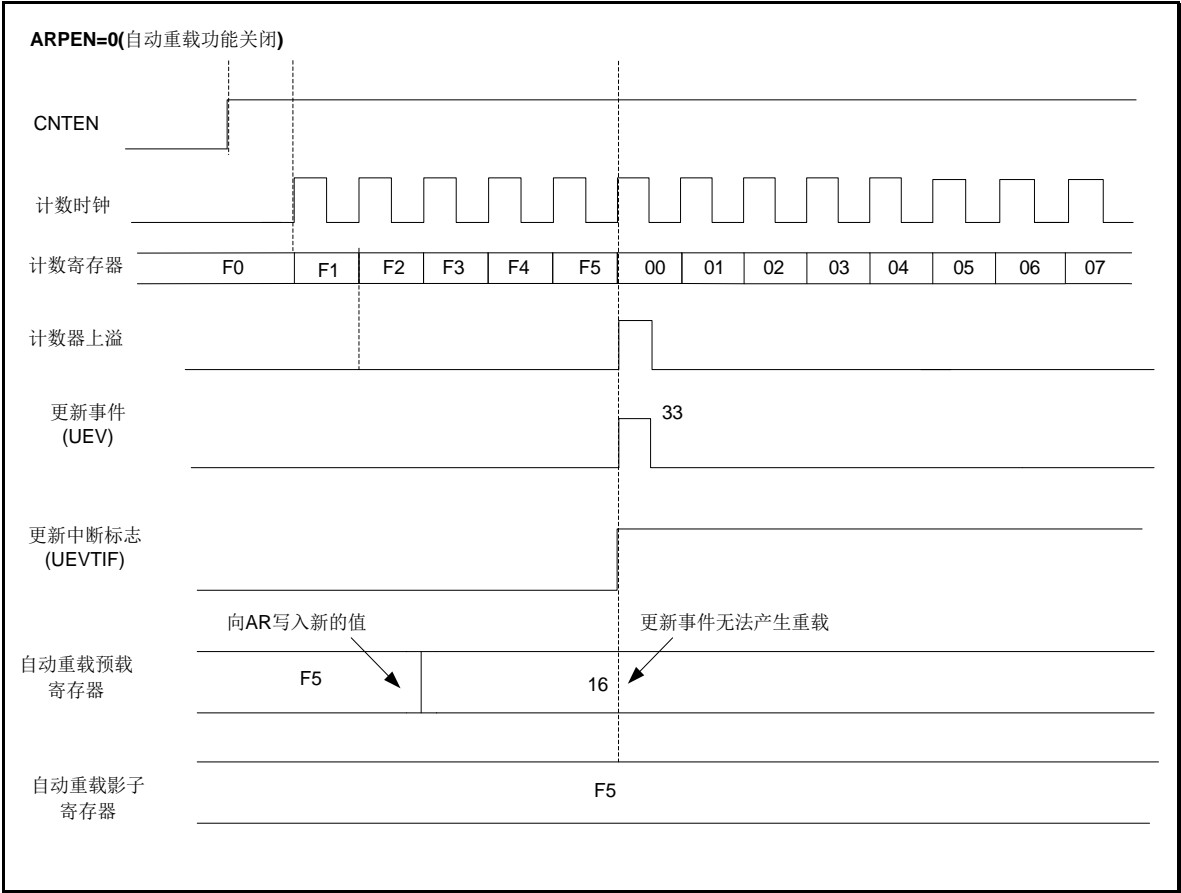 ARPEN=0(自动重载功能关闭)
CNTEN
计数时钟
计数寄存器
F0 F1 F2 F3 F4 F5 00 01 02 03 04 05 06 07
计数器上溢
更新事件
(UEV)
33
更新中断标志
(UEVTIF)
向AR写入新的值
更新事件无法产生重载
自动重载预载
寄存器
F5
16
自动重载影子
寄存器
F5